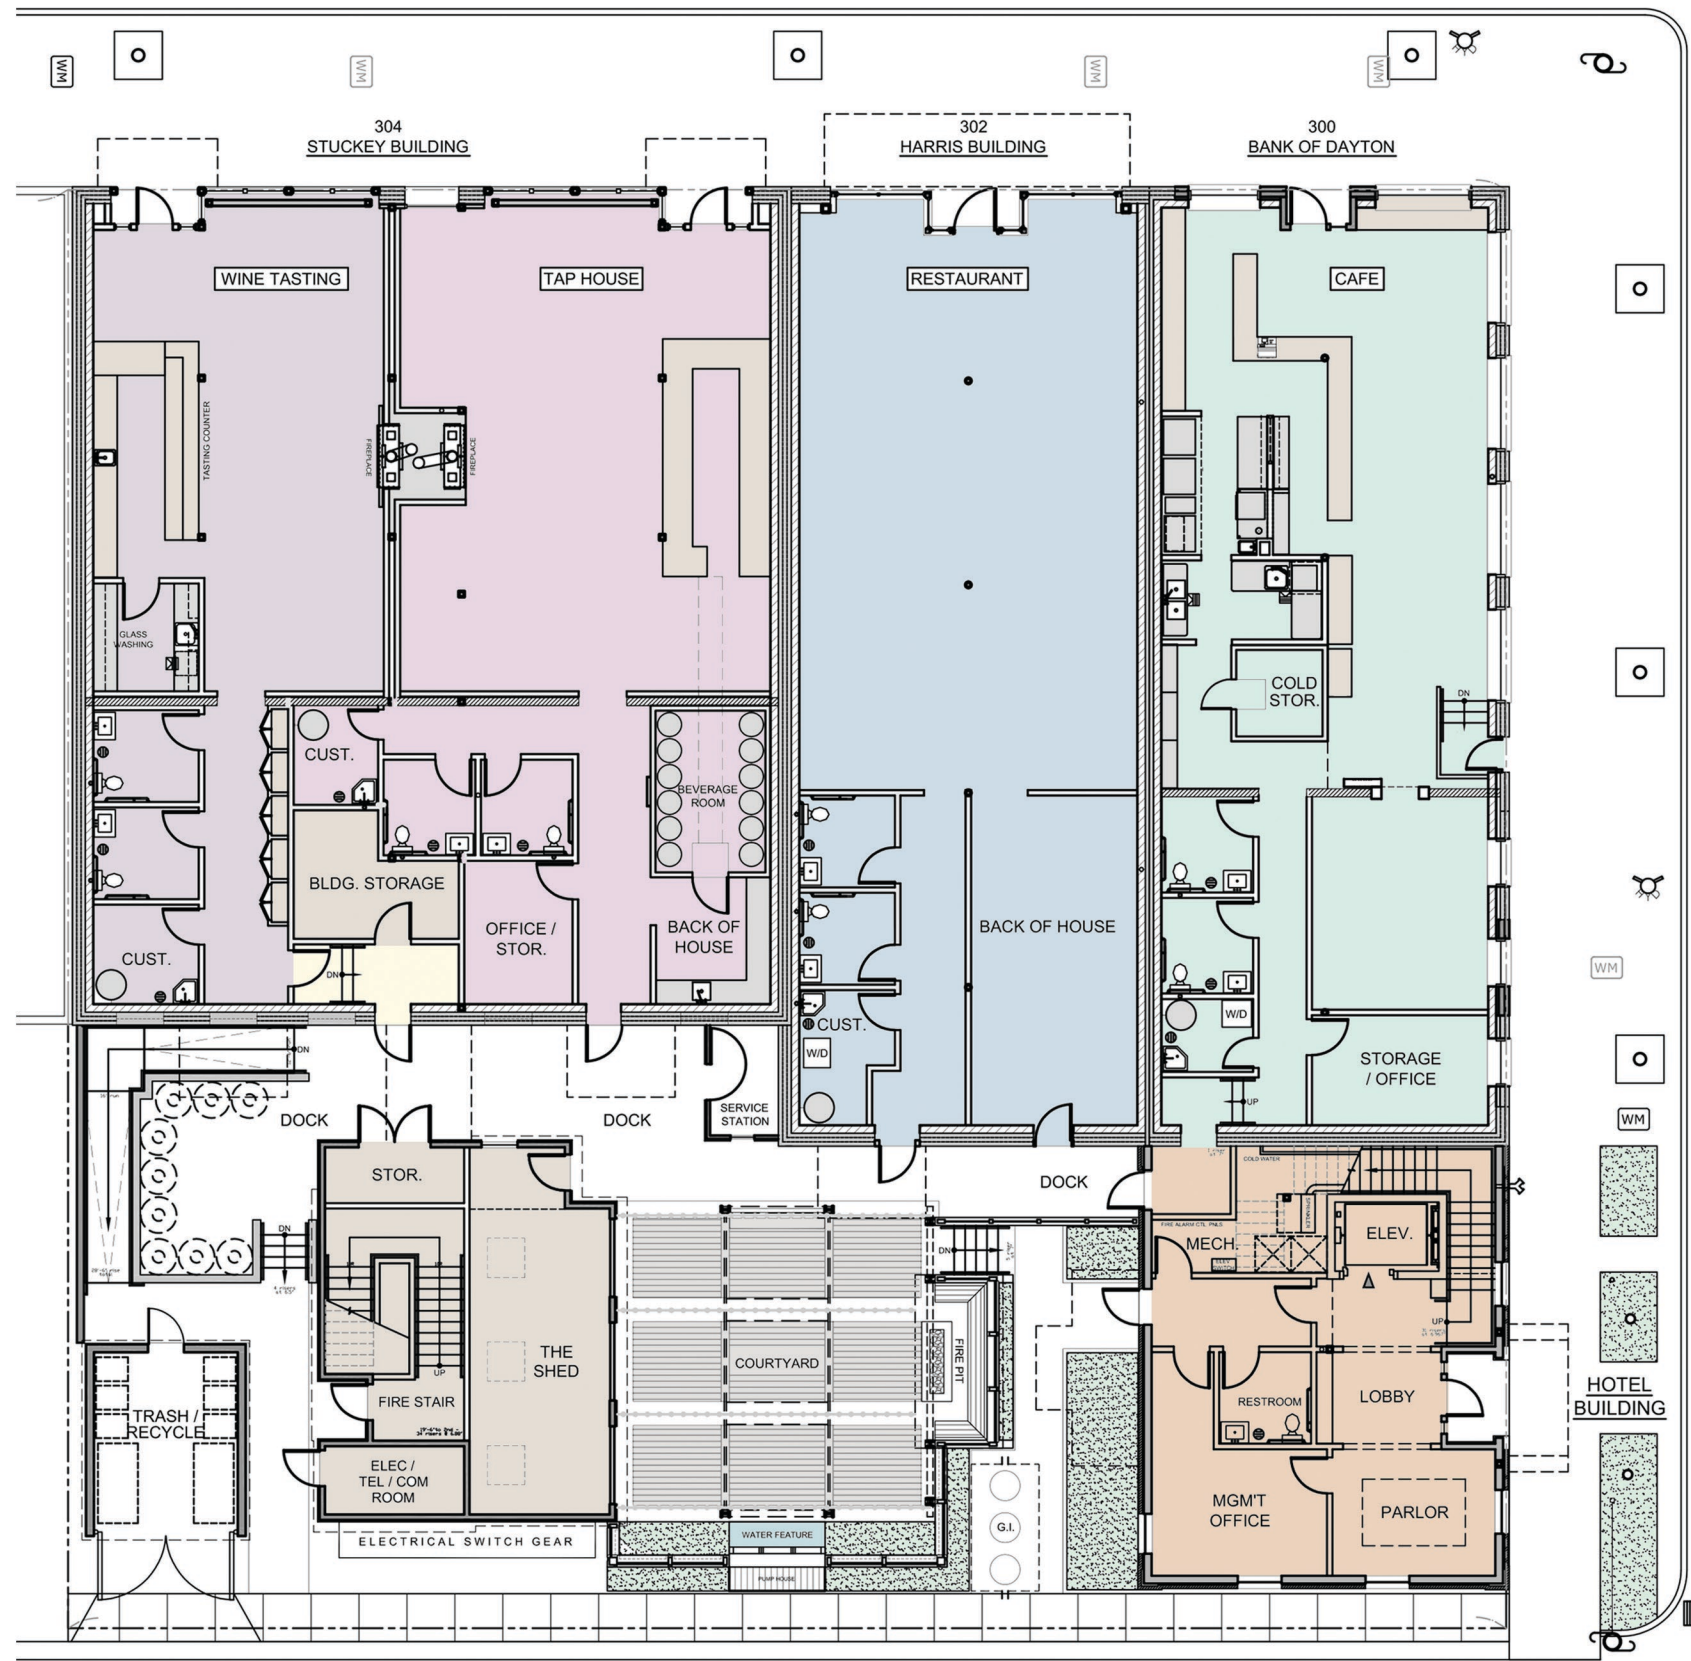 WM
WM
WM
WM
304
STUCKEY BUILDING
302
HARRIS BUILDING
300
BANK OF DAYTON
WINE TASTING
TAP HOUSE
RESTAURANT
CAFE
TASTING COUNTER
FIREPLACE
FIREPLACE
GLASS
WASHING
COLD
STOR.
DN
CUST.
BEVERAGE
ROOM
BLDG. STORAGE
OFFICE /
STOR.
BACK OF
HOUSE
BACK OF HOUSE
CUST.
DN
WM
CUST.
W/D
W/D
STORAGE
/ OFFICE
UP
DN
DOCK
DOCK
SERVICE
STATION
WM
STOR.
DOCK
COLD WATER
SPRINKLER
FIRE ALARM CTL PNLS
MECH.
ELEV.
DN
DN
UP
THE
SHED
COURTYARD
FIRE PIT
UP
FIRE STAIR
RESTROOM
LOBBY
HOTEL
BUILDING
TRASH /
RECYCLE
ELEC /
TEL / COM
ROOM
MGM'T
OFFICE
PARLOR
G.I.
WATER FEATURE
ELECTRICAL SWITCH GEAR
PUMP HOUSE